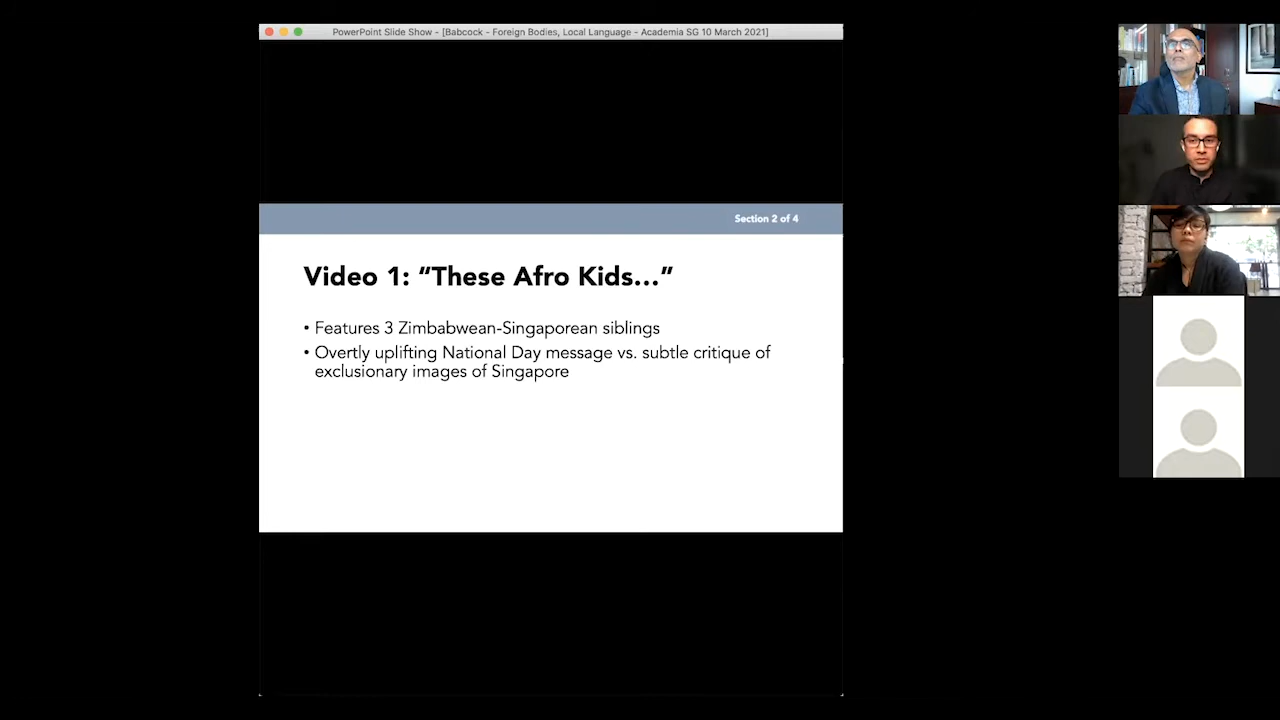 PowerPoint Slide Show - [Babcock - Foreign Bodies, Local Language - Academia SG 10 March 2021]
Section 2 of 4
Video 1: “These Afro Kids...”
• Features 3 Zimbabwean-Singaporean siblings
• Overtly uplifting National Day message vs. subtle critique of
exclusionary images of Singapore